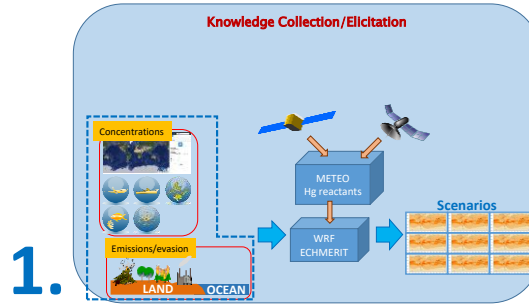 Knowledge Collection/Elicitation
Concentrations
METEO
Hg reactants
Scenarios
WRF
ECHMERIT
Emissions/evasion
LAND
OCEAN
1.